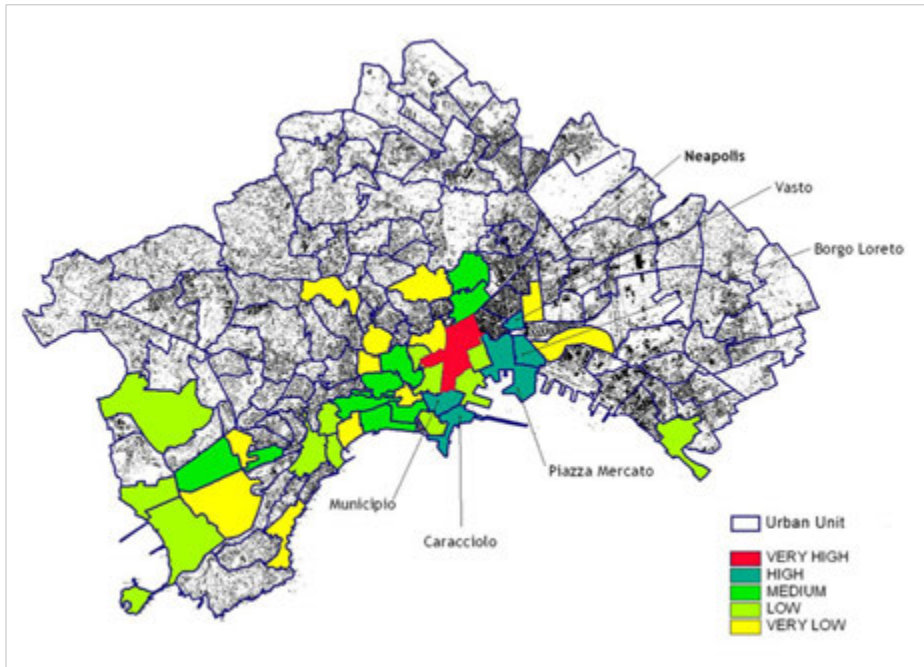 Neapolis
Vasto
Borgo Loreto
Piazza Mercato
Municipio
Caracciolo
Urban Unit
VERY HIGH
HIGH
MEDIUM
LOW
VERY LOW